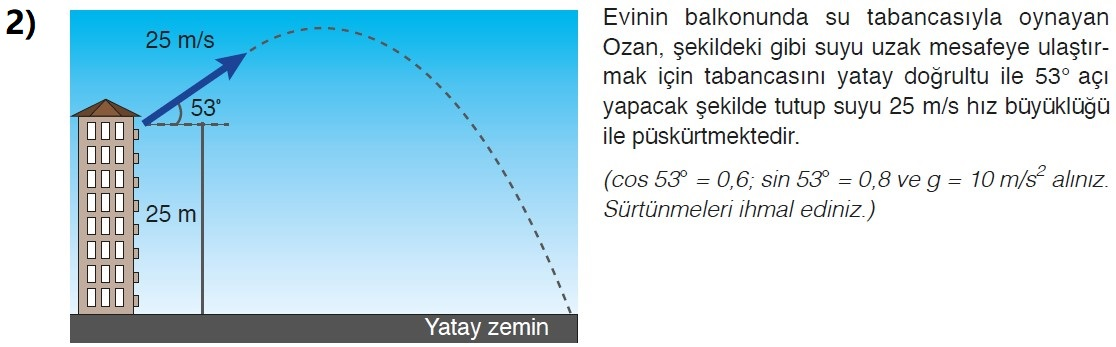 2)
25 m/s
53°
25 m
Yatay zemin
Evinin balkonunda su tabancasıyla oynayan
Ozan, şekildeki gibi suyu uzak mesafeye ulaştır-
mak için tabancasını yatay doğrultu ile 53° açı
yapacak şekilde tutup suyu 25 m/s hız büyüklüğü
ile püskürtmektedir.
(cos 53° = 0,6; sin 53° = 0,8 ve g = 10 m/s² alınız.
Sürtünmeleri ihmal ediniz.)